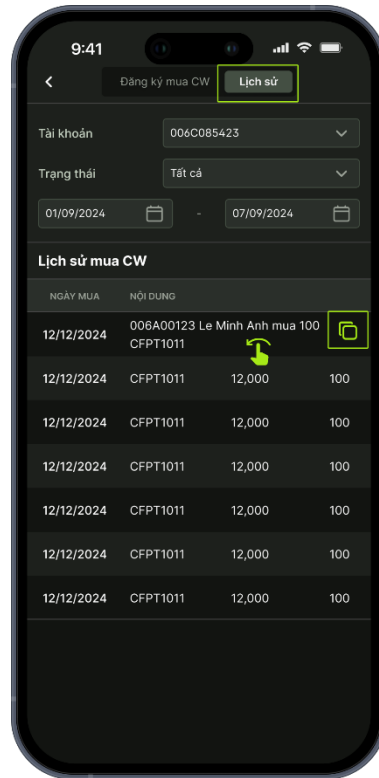 9:41
Đăng ký mua CW Lịch sử
Tài khoản 006C085423
Trạng thái Tất cả
01/09/2024 - 07/09/2024
Lịch sử mua CW
NGÀY MUA NỘI DUNG
12/12/2024 006A00123 Le Minh Anh mua 100
CFPT1011
12/12/2024 CFPT1011 12,000 100
12/12/2024 CFPT1011 12,000 100
12/12/2024 CFPT1011 12,000 100
12/12/2024 CFPT1011 12,000 100
12/12/2024 CFPT1011 12,000 100
12/12/2024 CFPT1011 12,000 100